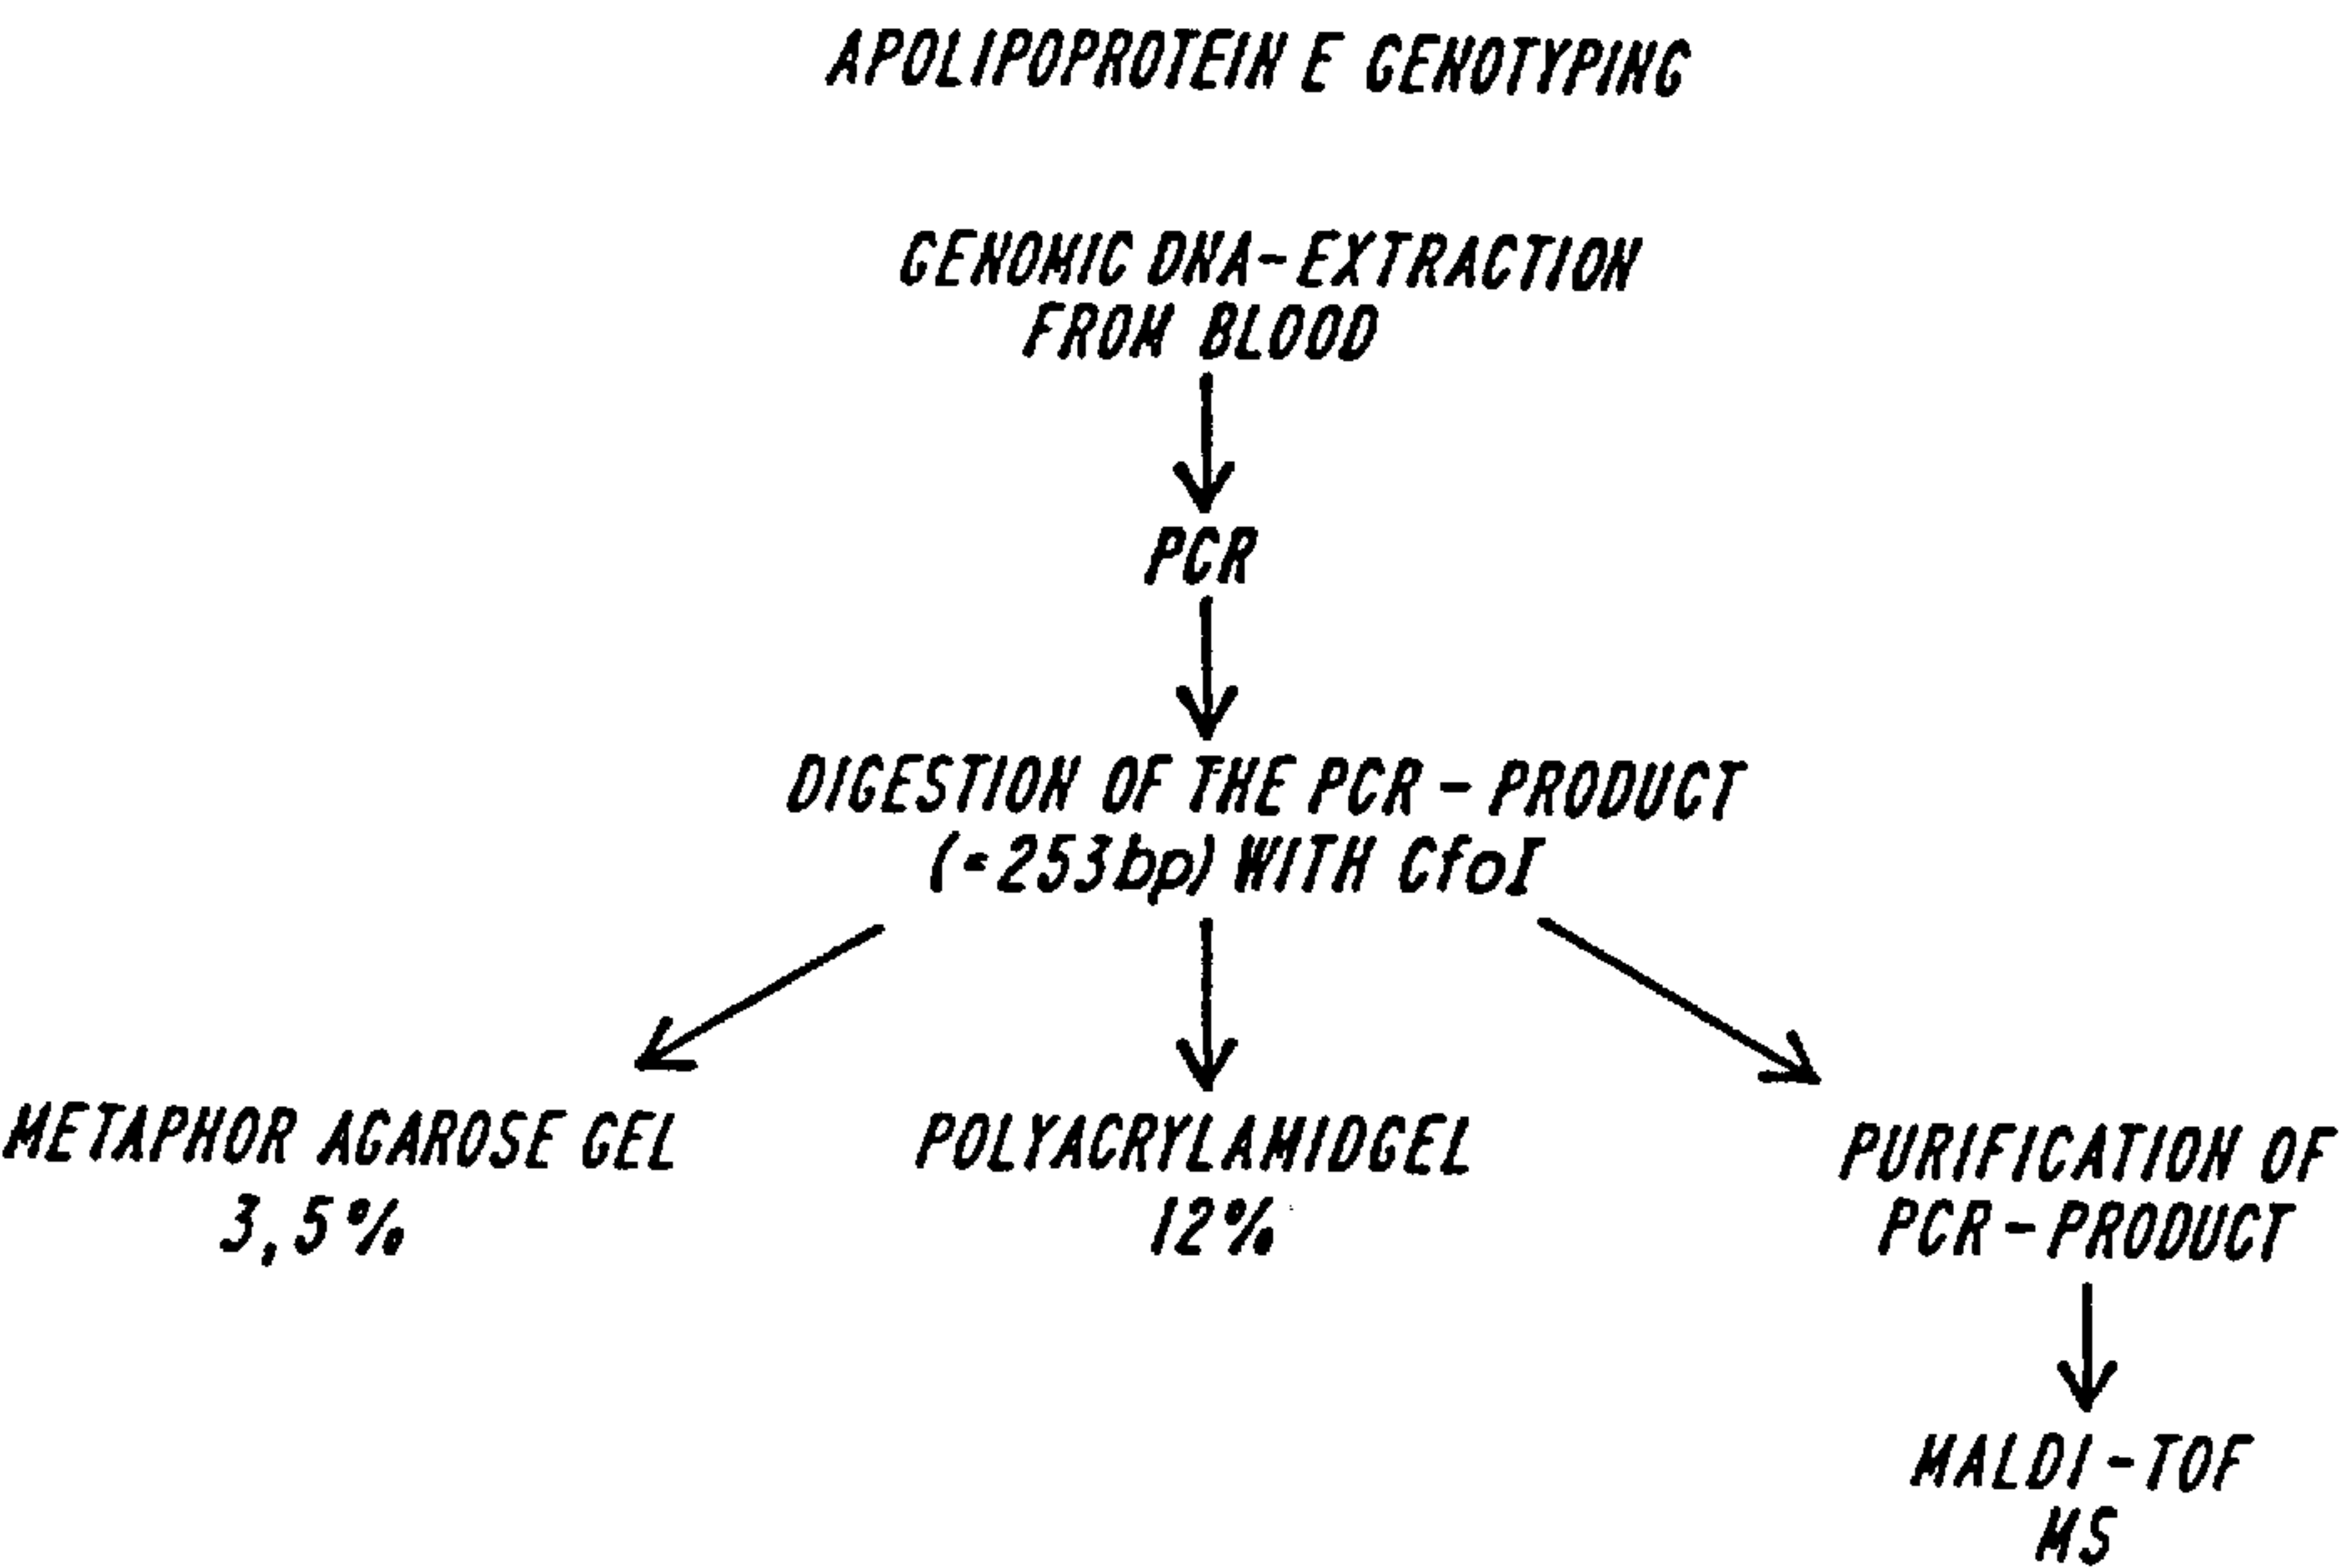 APOLIPOPROTEIN E GENOTYPING
GENOMIC DNA-EXTRACTION
FROM BLOOD
PCR
DIGESTION OF THE PCR - PRODUCT
(=253bp) WITH CfoI
METAPHOR AGAROSE GEL
3,5%
POLYACRYLAMIDGEL
12%
PURIFICATION OF
PCR - PRODUCT
MALDI - TOF
MS